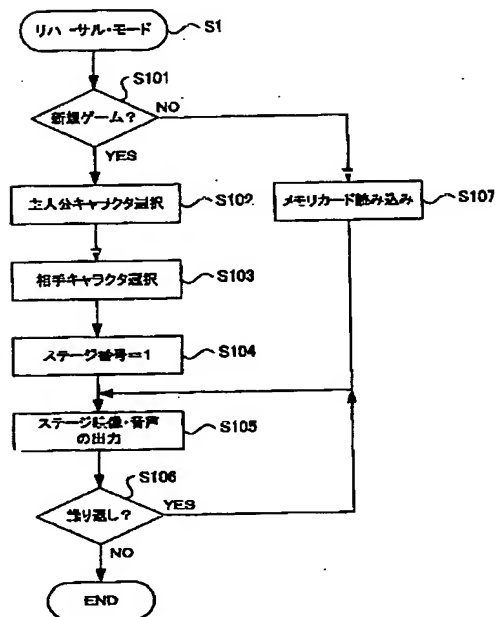 リハーサル・モード
S1
S101
新規ゲーム?
NO
YES
主人公キャラクタ選択
S102
メモリカード読み込み
S107
相手キャラクタ選択
S103
ステージ番号=1
S104
ステージ映像・音声
の出力
S105
S106
繰り返し?
YES
NO
END